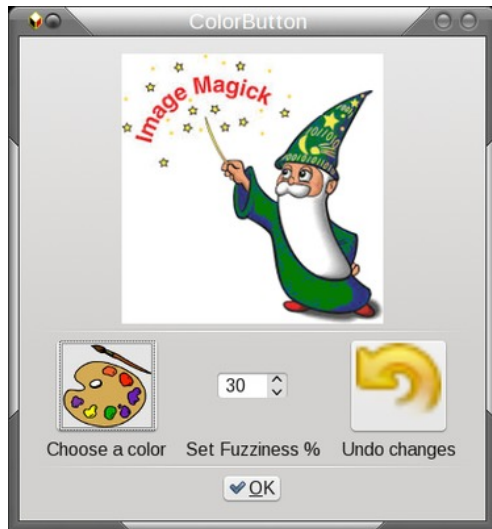 ColorButton
Image Magick
30
Choose a color
Set Fuzziness %
Undo changes
OK